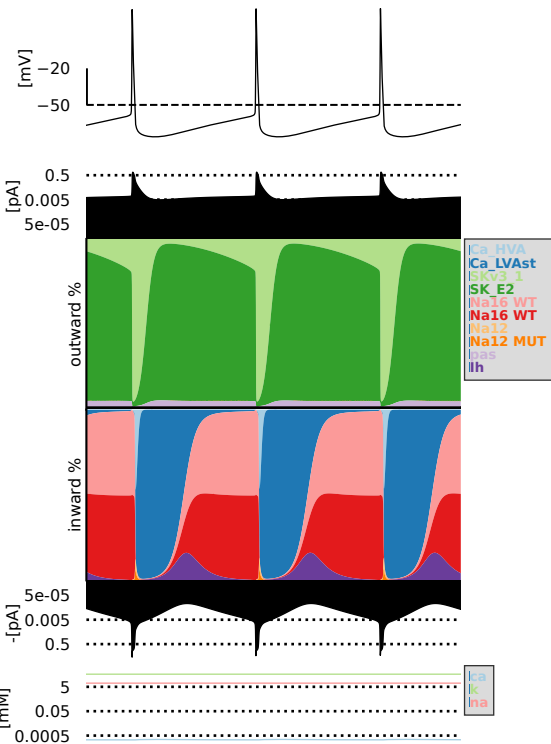 [mV]
−20
−50
[pA]
0.5
0.005
5e-05
outward %
Ca_HVA
Ca_LVAst
SKv3_1
SK_E2
Na16 WT
Na16 WT
Na12
Na12 MUT
pas
Ih
inward %
-[pA]
5e-05
0.005
0.5
[mM]
5
0.05
0.0005
ca
k
na